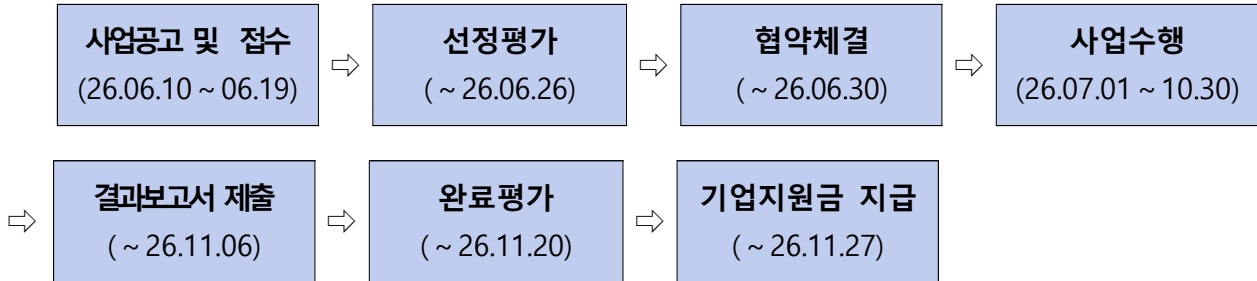 사업공고 및 접수
(26.06.10 ~ 06.19)
⇨
선정평가
( ~ 26.06.26)
⇨
협약체결
( ~ 26.06.30)
⇨
사업수행
(26.07.01 ~ 10.30)
⇨
결과보고서 제출
( ~ 26.11.06)
⇨
완료평가
( ~ 26.11.20)
⇨
기업지원금 지급
( ~ 26.11.27)